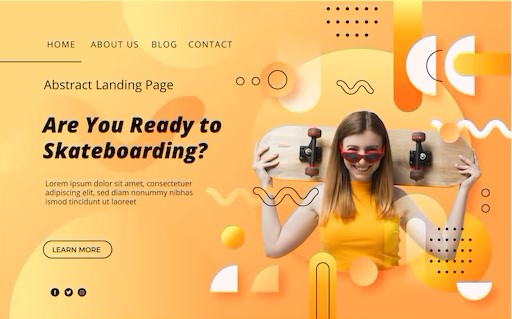 HOME ABOUT US BLOG CONTACT
Abstract Landing Page
Are You Ready to
Skateboarding?
Lorem ipsum dolor sit amet, consectetuer
adipiscing elit, sed diam nonummy nibhas
ismod tincidunt ut laoreet
LEARN MORE